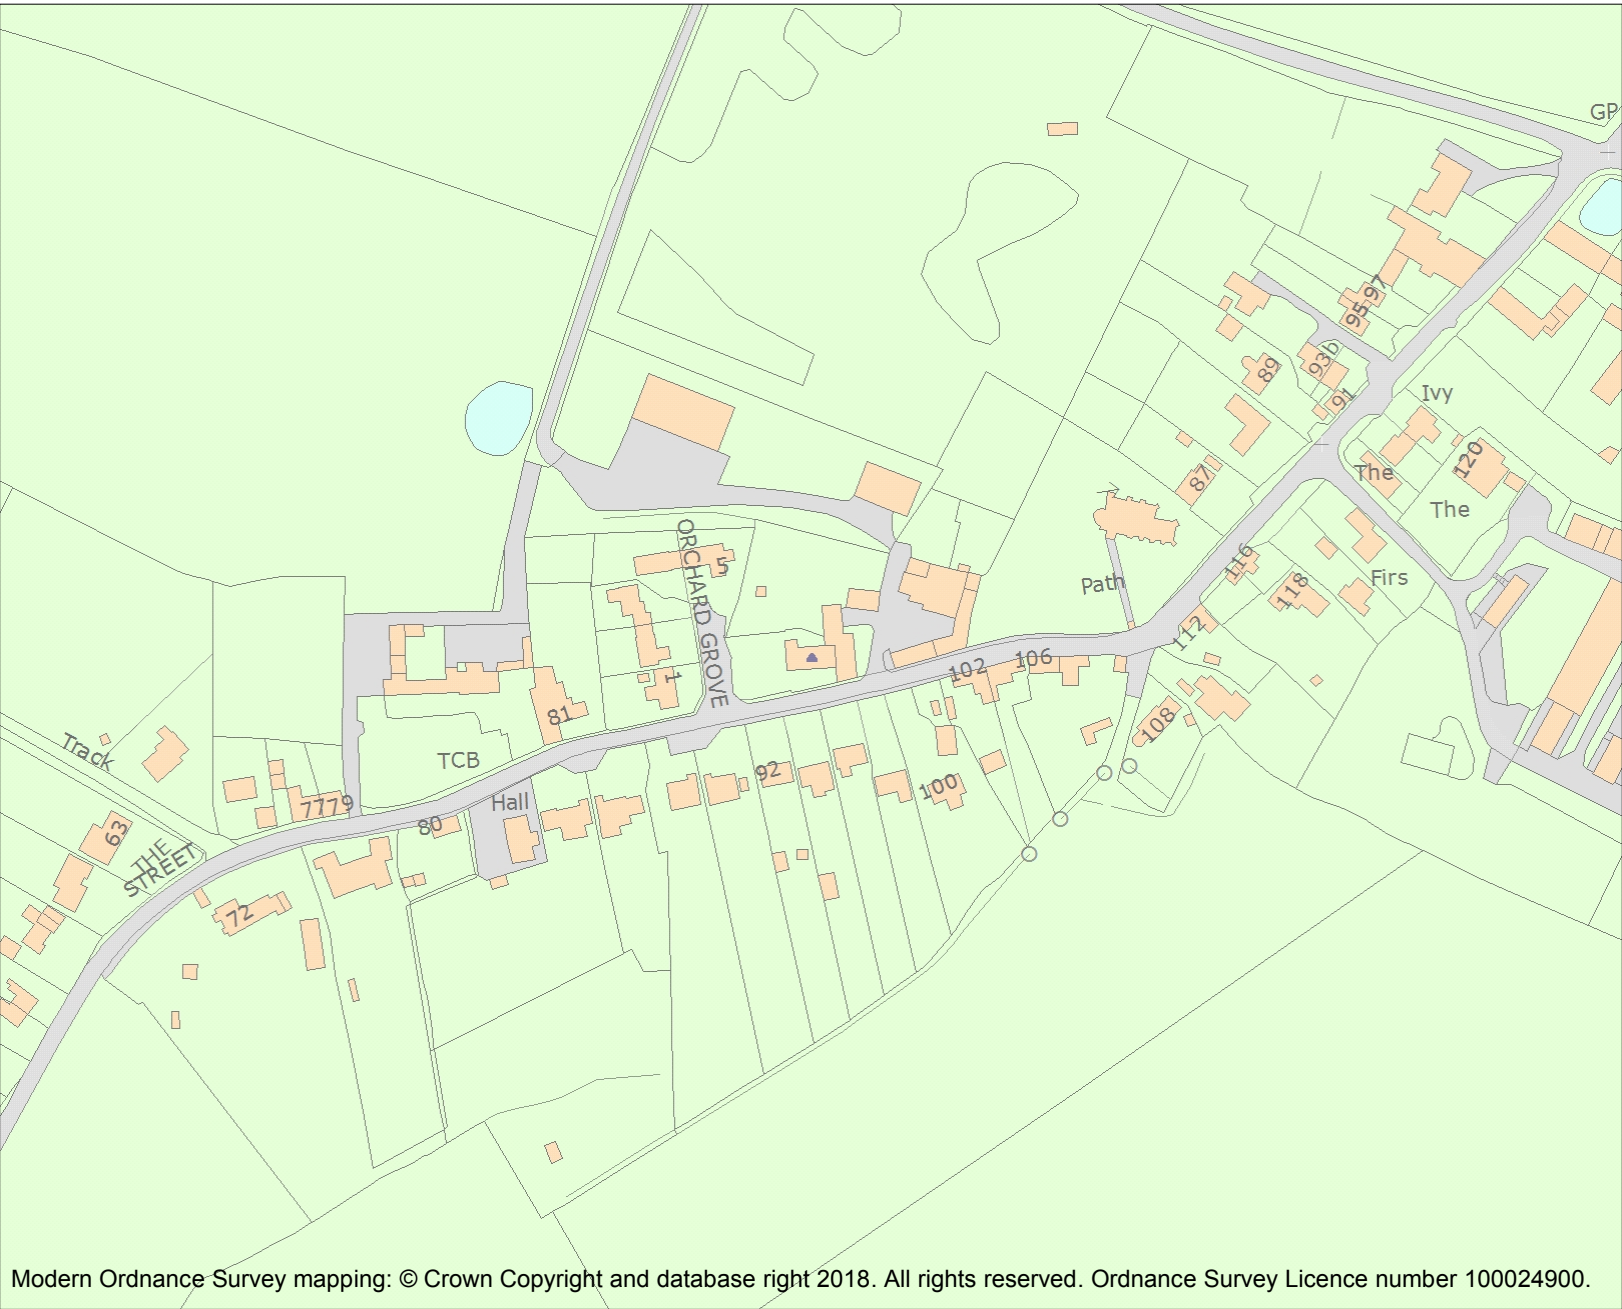 GP
97
95
93b
89
91
Ivy
120
The
The
87
ORCHARD GROVE
5
116
Path
Firs
118
112
102
106
1
81
108
Track
TCB
92
100
Hall
7779
80
63
THE
STREET
72
Modern Ordnance Survey mapping: © Crown Copyright and database right 2018. All rights reserved. Ordnance Survey Licence number 100024900.